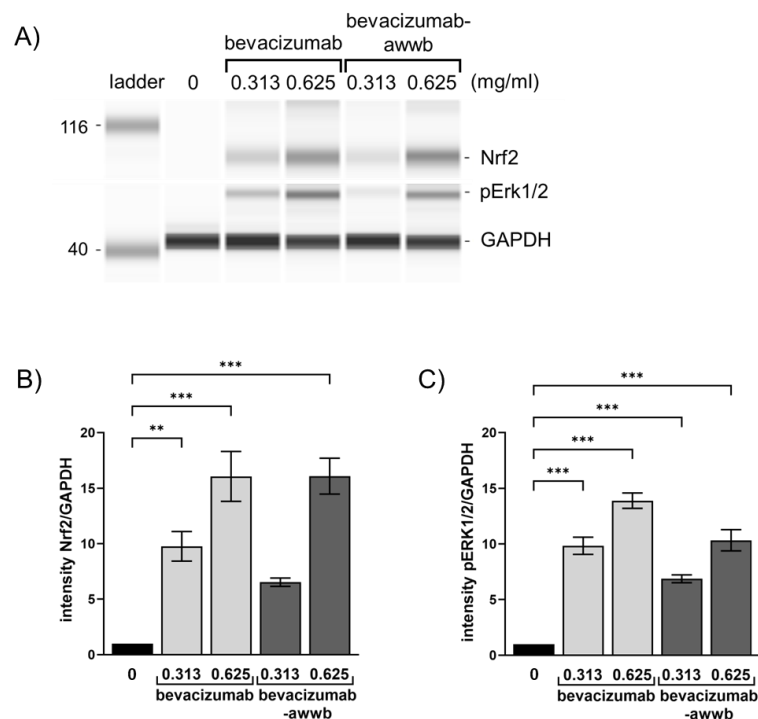 A)
bevacizumab
bevacizumab-
awwb
ladder 0 0.313 0.625 0.313 0.625 (mg/ml)
116 -
- Nrf2
- pErk1/2
40 -
- GAPDH
B)
***
***
**
intensity Nrf2/GAPDH
20
15
10
5
0
0 0.313 0.625 0.313 0.625
bevacizumab bevacizumab
-awwb
C)
***
***
***
***
intensity pERK1/2/GAPDH
20
15
10
5
0
0 0.313 0.625 0.313 0.625
bevacizumab bevacizumab
-awwb